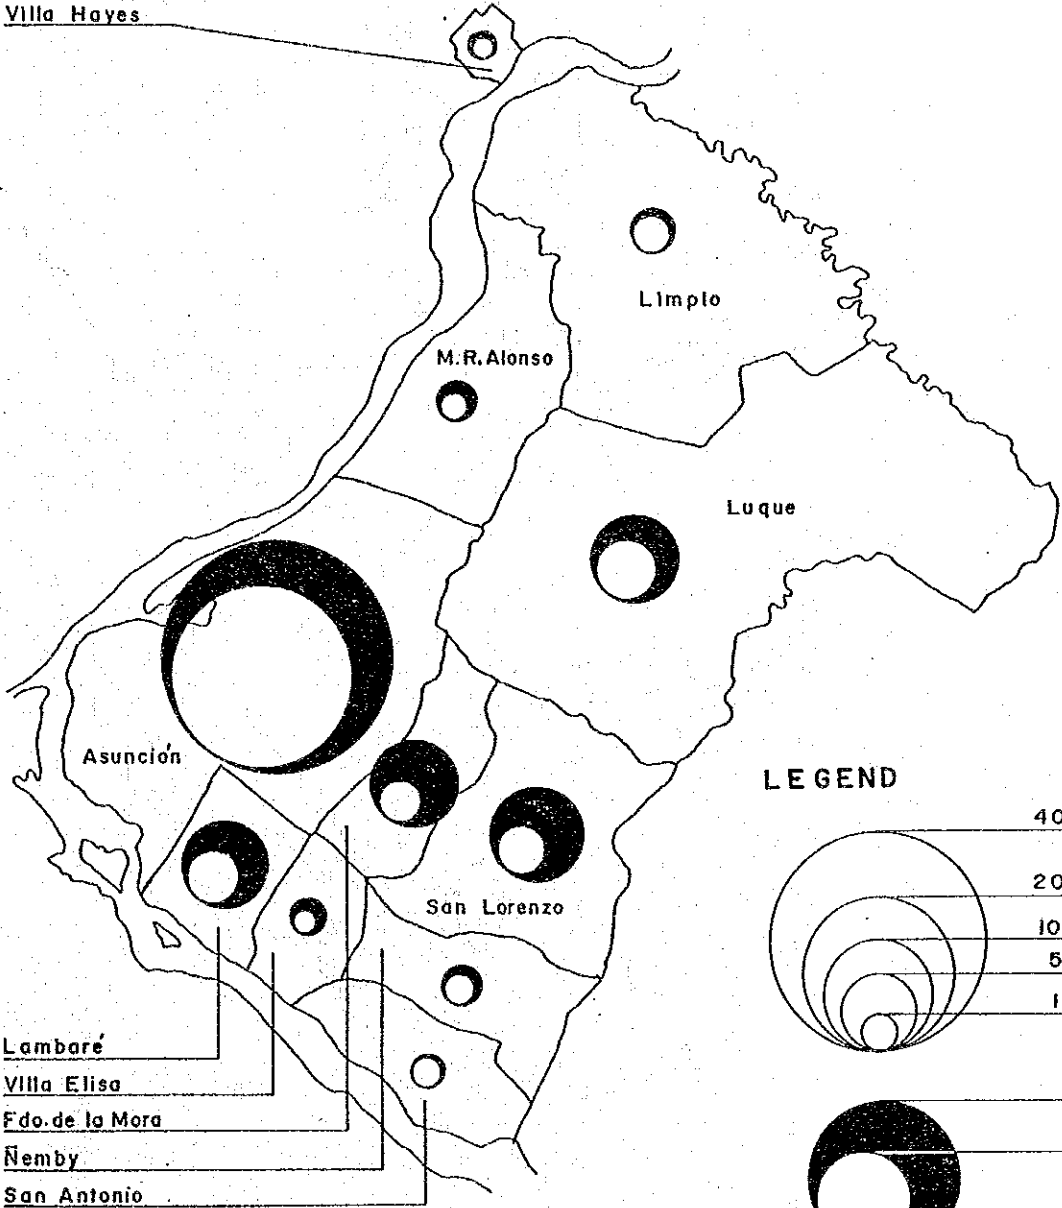 Villa Hayes
Limpio
M.R.Alonso
Luque
Asunción
LEGEND
40
20
10
5
1
San Lorenzo
Lambaré
Villa Elisa
Fdo.de la Mora
Ñemby
San Antonio